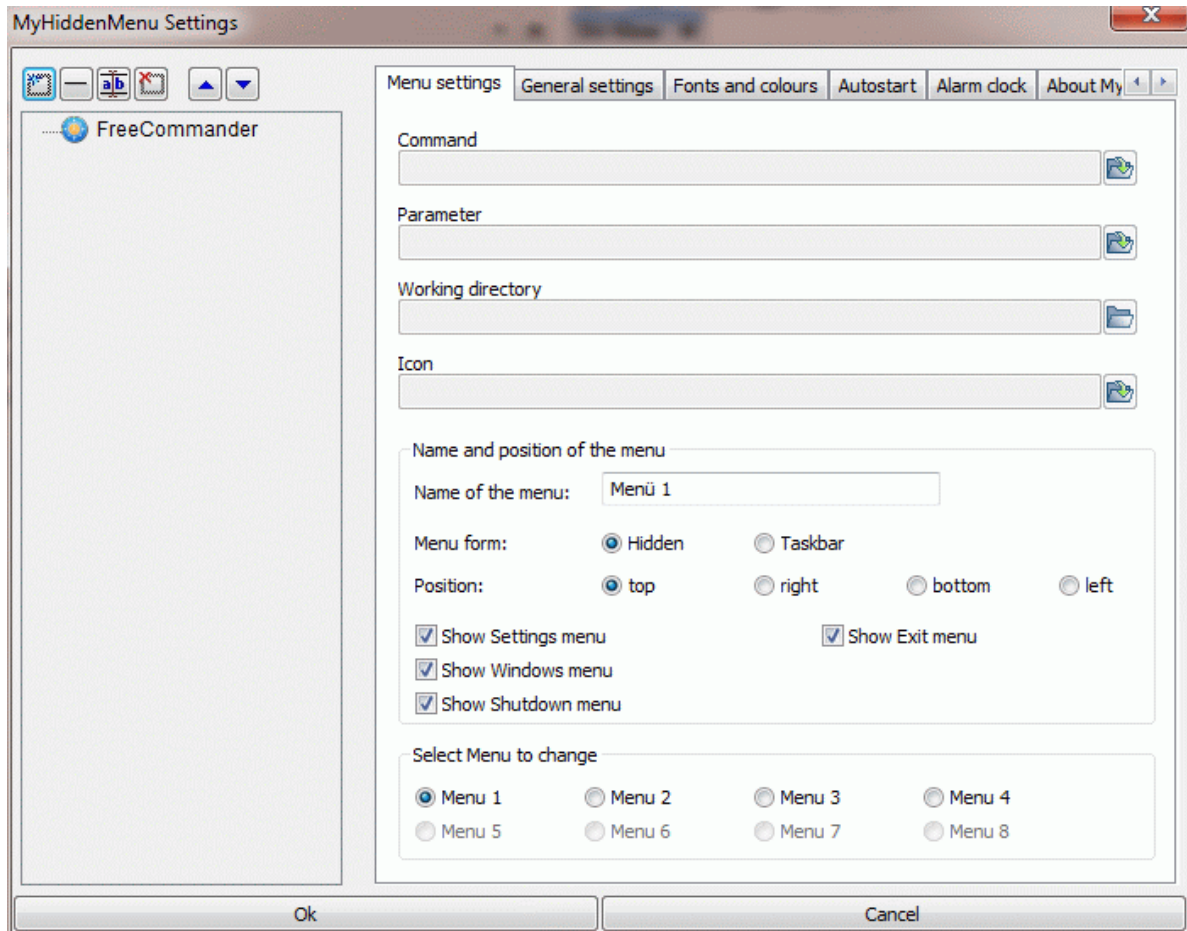 MyHiddenMenu Settings
Menu settings General settings Fonts and colours Autostart Alarm clock About My
FreeCommander
Command
Parameter
Working directory
Icon
Name and position of the menu
Name of the menu: Menü 1
Menu form: Hidden Taskbar
Position: top right bottom left
Show Settings menu Show Exit menu
Show Windows menu
Show Shutdown menu
Select Menu to change
Menu 1 Menu 2 Menu 3 Menu 4
Menu 5 Menu 6 Menu 7 Menu 8
Ok Cancel